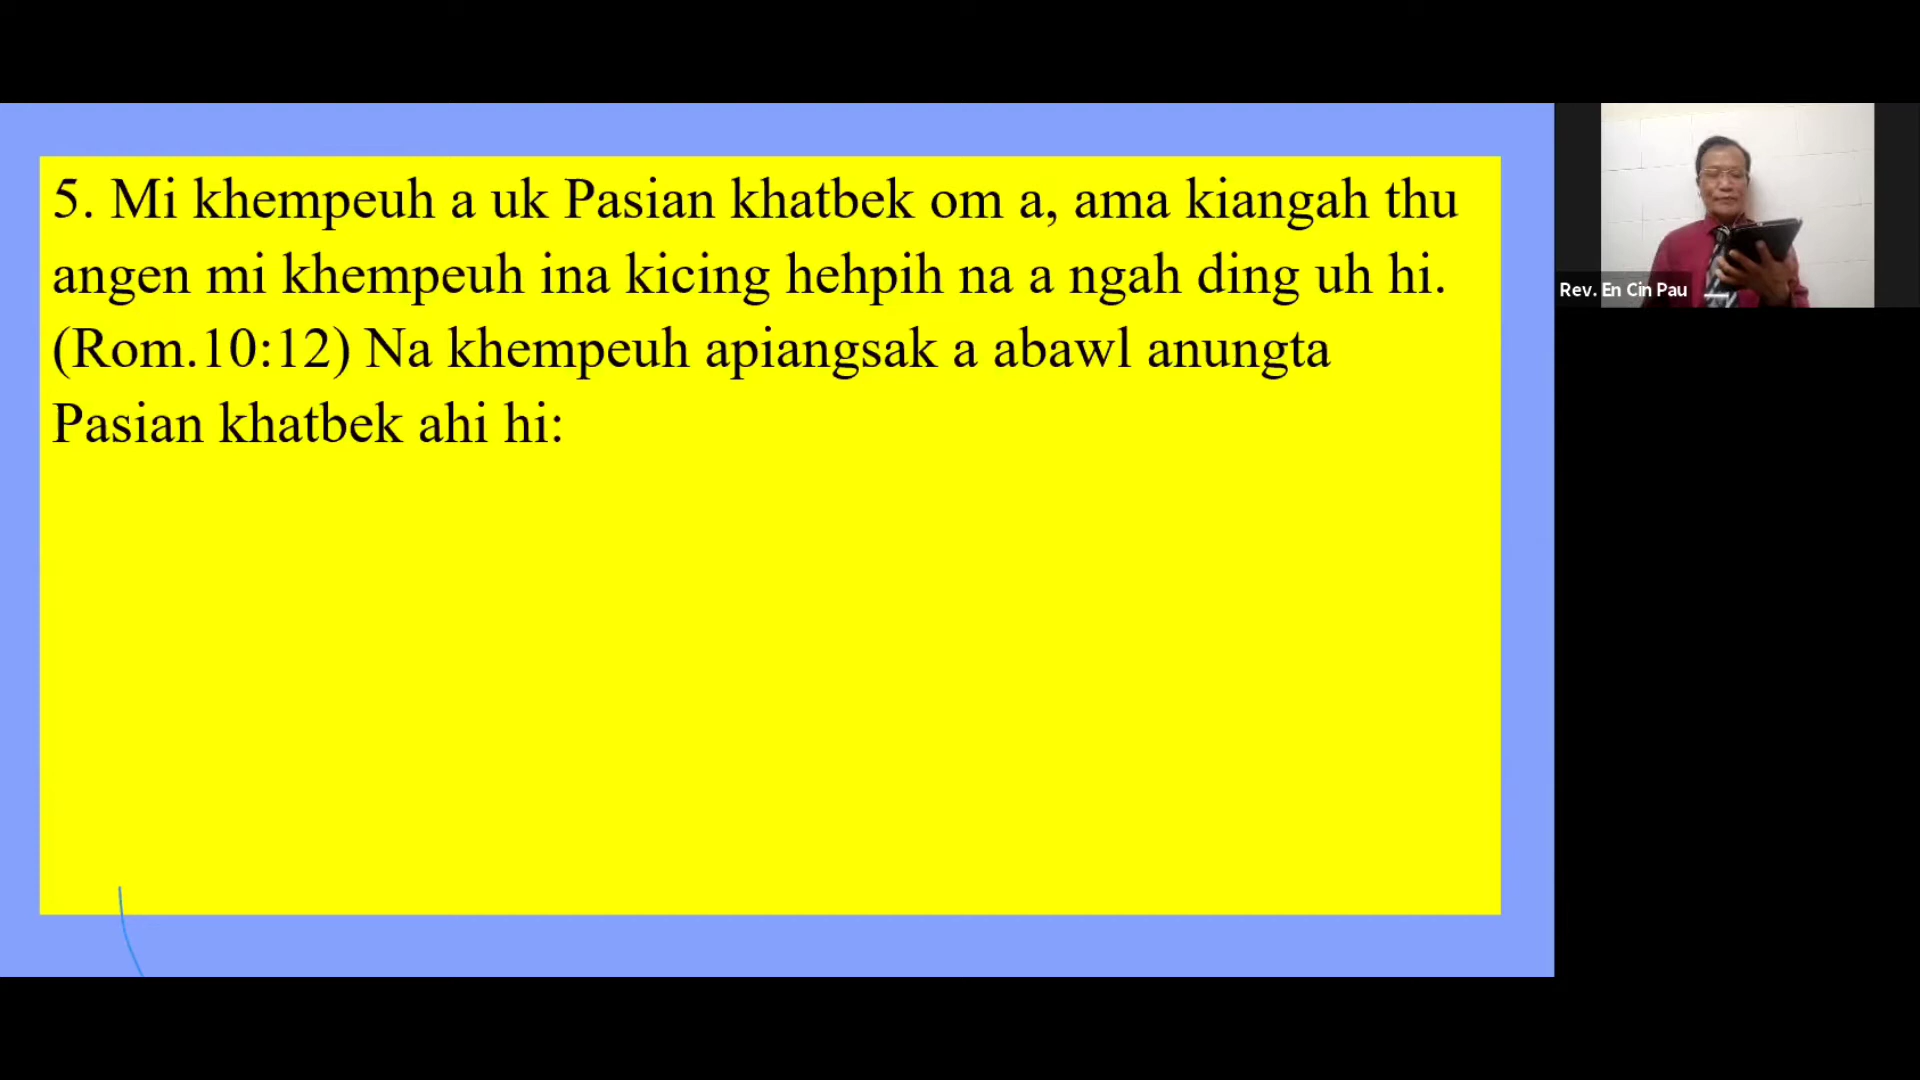 5. Mi khempeuh a uk Pasian khatbek om a, ama kiangah thu
angen mi khempeuh ina kicing hehpih na a ngah ding uh hi.
(Rom.10:12) Na khempeuh apiangsak a abawl anungta
Pasian khatbek ahi hi:
Rev. En Cin Pau